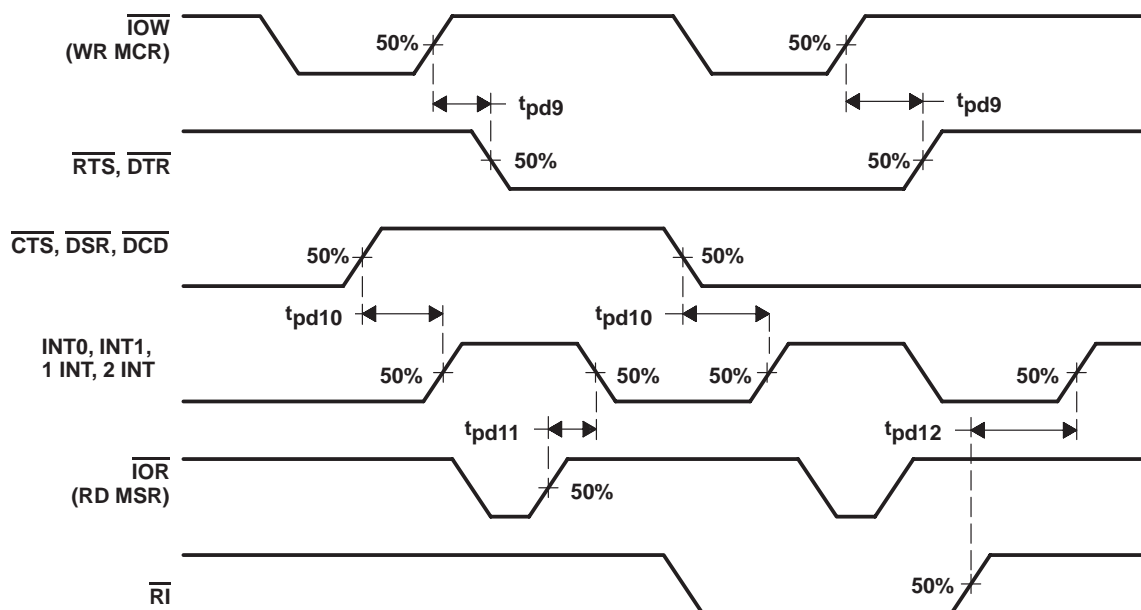 IOW
(WR MCR)
50%
50%
tpd9
tpd9
RTS, DTR
50%
50%
CTS, DSR, DCD
50%
50%
tpd10
tpd10
INT0, INT1,
1 INT, 2 INT
50%
50%
50%
50%
tpd11
tpd12
IOR
(RD MSR)
50%
RI
50%